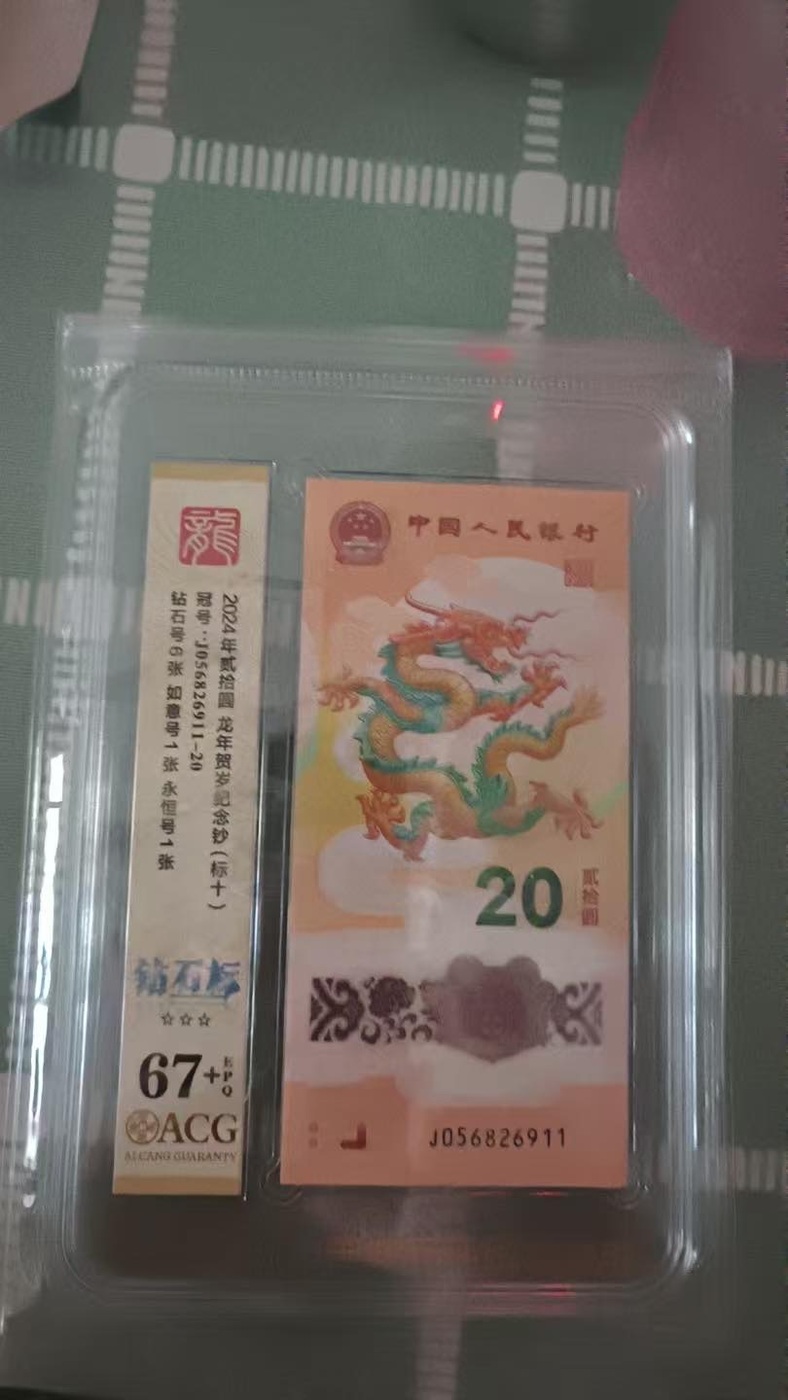 龍
2024年贰拾圆 龙年贺岁纪念钞(标十)
冠号:J056826911-20
钻石号6张 如意号1张 永恒号1张
钻石标
☆☆☆
67+EPQ
ACG
AI CANG GUARANTY
中国人民银行
20
贰拾圆
J056826911